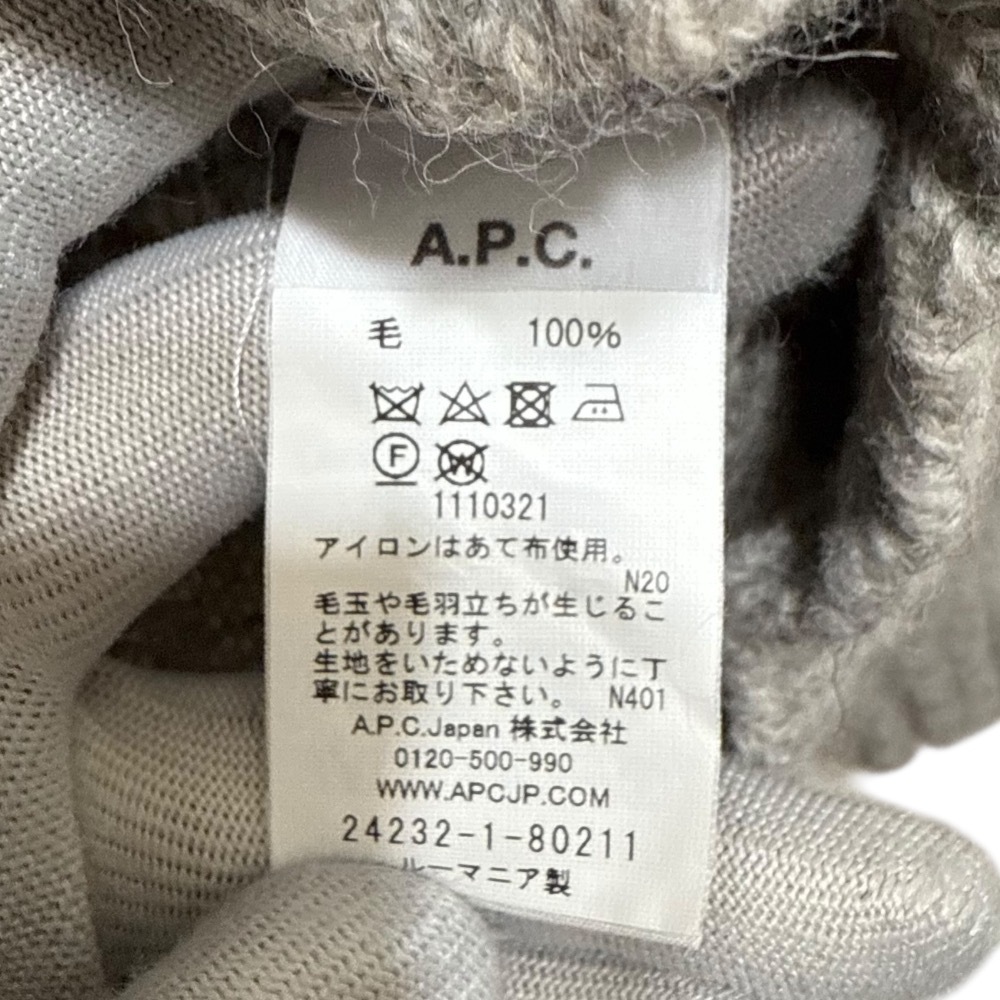 A.P.C.
毛 100%
F W
1110321
アイロンはあて布使用。
N20
毛玉や毛羽立ちが生じるこ
とがあります。
生地をいためないように丁
寧にお取り下さい。 N401
A.P.C.Japan 株式会社
0120-500-990
WWW.APCJP.COM
24232-1-80211
ルーマニア製